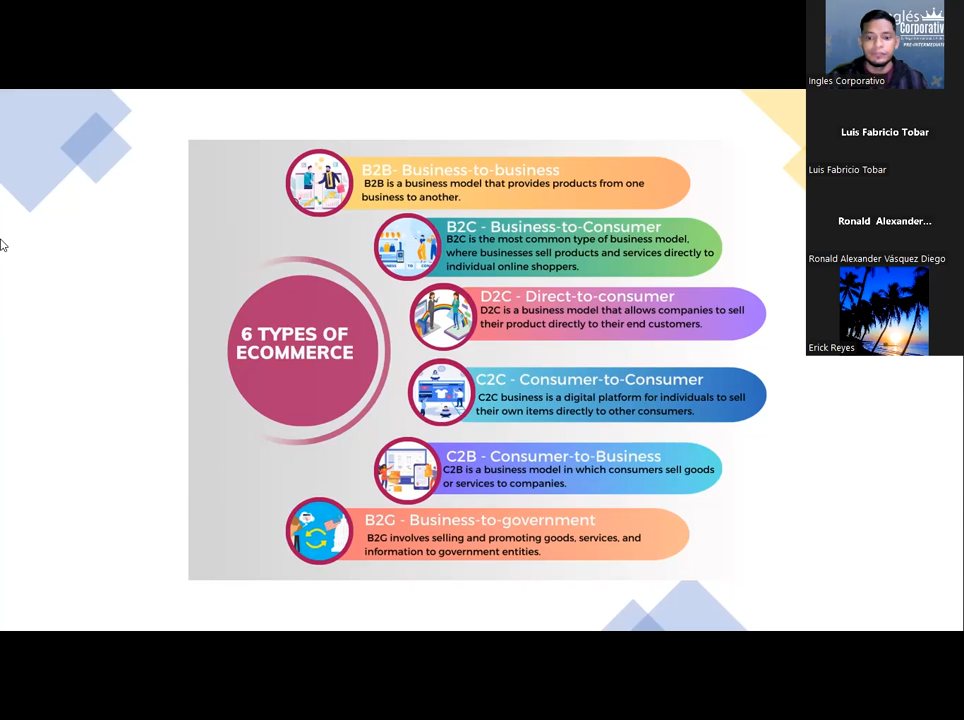 B2B- Business-to-business
B2B is a business model that provides products from one
business to another.
B2C - Business-to-Consumer
B2C is the most common type of business model,
where businesses sell products and services directly to
individual online shoppers.
D2C - Direct-to-consumer
D2C is a business model that allows companies to sell
their product directly to their end customers.
6 TYPES OF
ECOMMERCE
C2C - Consumer-to-Consumer
C2C business is a digital platform for individuals to sell
their own items directly to other consumers.
C2B - Consumer-to-Business
C2B is a business model in which consumers sell goods
or services to companies.
B2G - Business-to-government
B2G involves selling and promoting goods, services, and
information to government entities.
nglés
Corporativ
PRE-INTERMEDIATE
Ingles Corporativo
Luis Fabricio Tobar
Luis Fabricio Tobar
Ronald Alexander...
Ronald Alexander Vásquez Diego
Erick Reyes